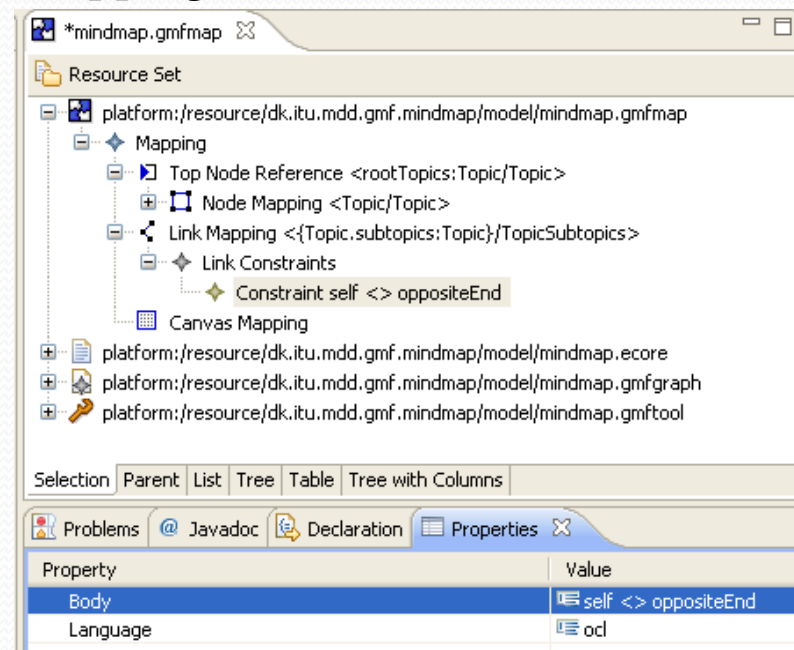 *mindmap.gmfmap
Resource Set
platform:/resource/dk.itu.mdd.gmf.mindmap/model/mindmap.gmfmap
Mapping
Top Node Reference <rootTopics:Topic/Topic>
Node Mapping <Topic/Topic>
Link Mapping <{Topic.subtopics:Topic}/TopicSubtopics>
Link Constraints
Constraint self <> oppositeEnd
Canvas Mapping
platform:/resource/dk.itu.mdd.gmf.mindmap/model/mindmap.ecore
platform:/resource/dk.itu.mdd.gmf.mindmap/model/mindmap.gmfgraph
platform:/resource/dk.itu.mdd.gmf.mindmap/model/mindmap.gmftool
Selection Parent List Tree Table Tree with Columns
Problems @ Javadoc Declaration Properties
Property Value
Body self <> oppositeEnd
Language ocl